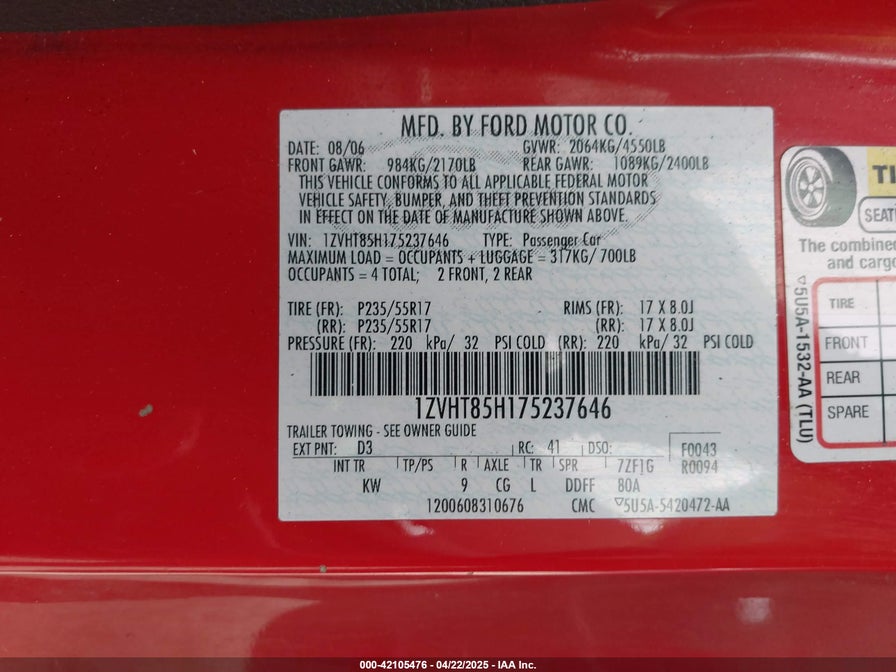 MFD. BY FORD MOTOR CO.
DATE: 08/06 GVWR: 2064KG/4550LB
FRONT GAWR: 984KG/2170LB REAR GAWR: 1089KG/2400LB
THIS VEHICLE CONFORMS TO ALL APPLICABLE FEDERAL MOTOR
VEHICLE SAFETY, BUMPER, AND THEFT PREVENTION STANDARDS
IN EFFECT ON THE DATE OF MANUFACTURE SHOWN ABOVE.
VIN: 1ZVHT85H175237646 TYPE: Passenger Car
MAXIMUM LOAD = OCCUPANTS + LUGGAGE = 317KG/ 700LB
OCCUPANTS = 4 TOTAL; 2 FRONT, 2 REAR
TIRE (FR): P235/55R17 RIMS (FR): 17 X 8.0J
(RR): P235/55R17 (RR): 17 X 8.0J
PRESSURE (FR): 220 kPa/ 32 PSI COLD (RR): 220 kPa/ 32 PSI COLD
1ZVHT85H175237646
TRAILER TOWING - SEE OWNER GUIDE
EXT PNT: D3 RC: 41 DSO: F0043
INT TR TP/PS R AXLE TR SPR 7ZF1G R0094
KW 9 CG L DDFF 80A
1200608310676 CMC ▽5U5A-5420472-AA
TI
SEATI
The combine
and cargo
TIRE
FRONT
REAR
SPARE
▽5U5A-1532-AA (TLU)
000-42105476 - 04/22/2025 - IAA Inc.